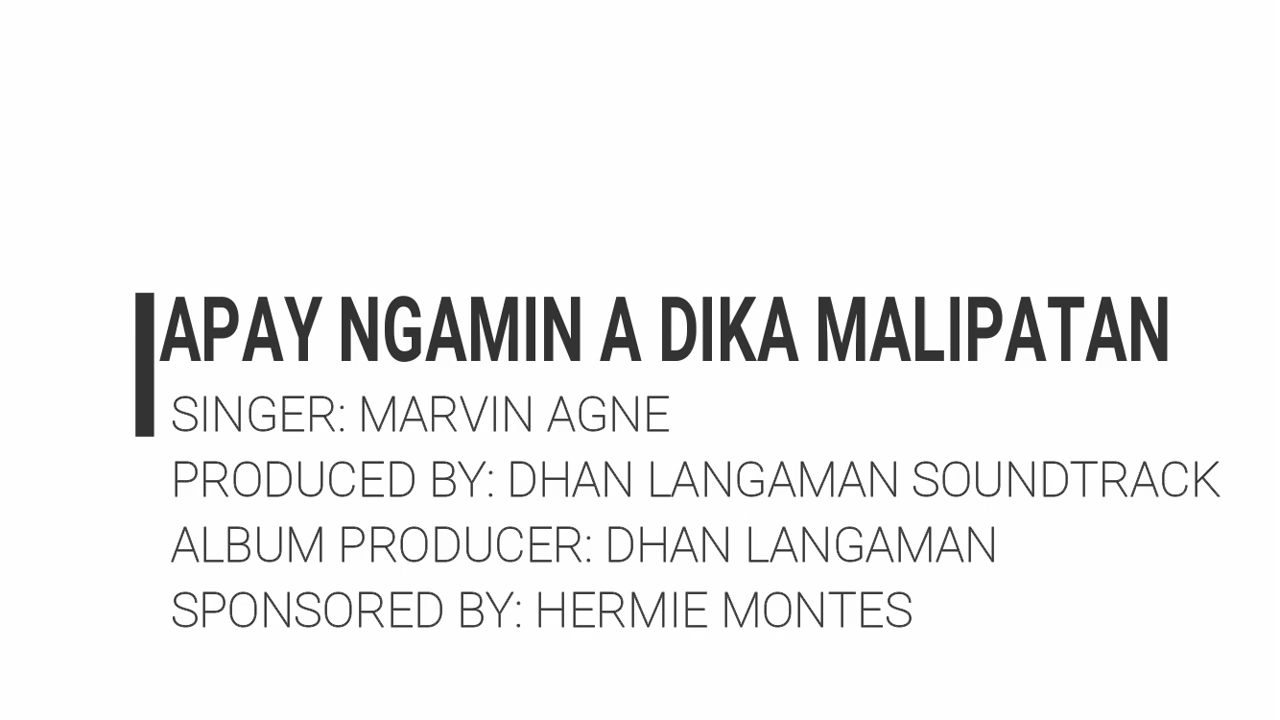 APAY NGAMIN A DIKA MALIPATAN
SINGER: MARVIN AGNE
PRODUCED BY: DHAN LANGAMAN SOUNDTRACK
ALBUM PRODUCER: DHAN LANGAMAN
SPONSORED BY: HERMIE MONTES